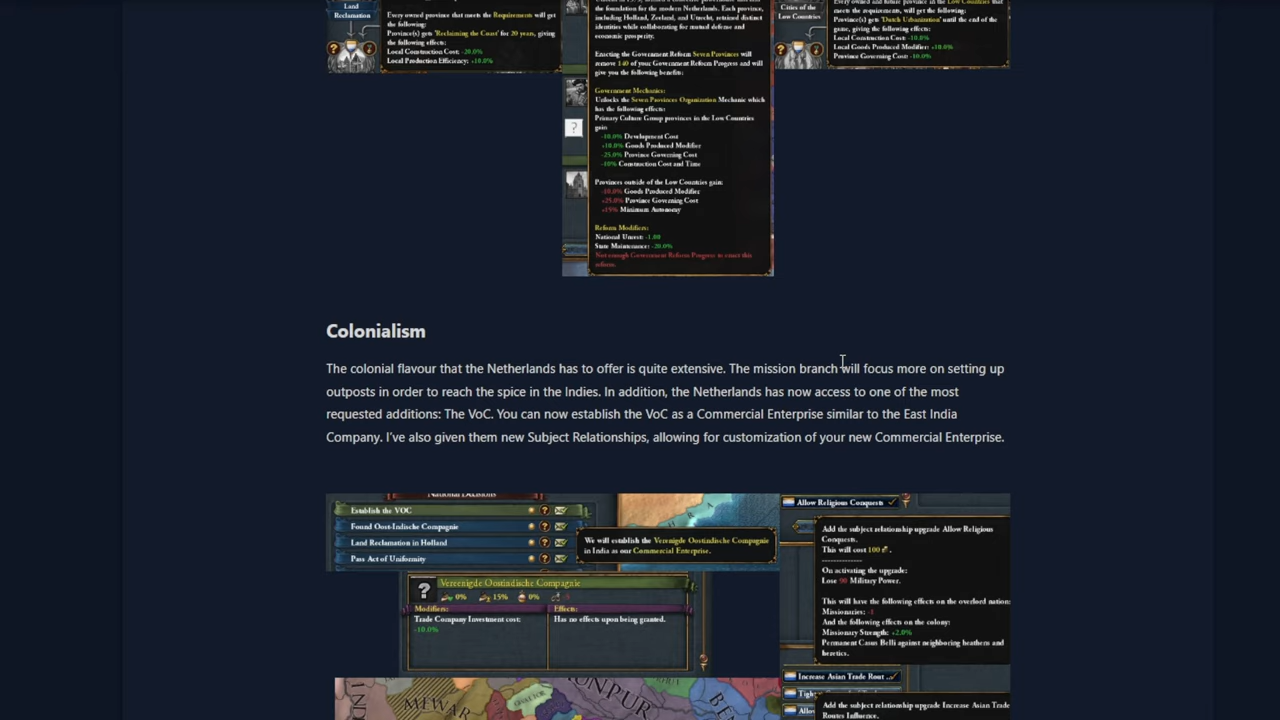 Land
Reclamation
Every owned province that meets the Requirements will get
the following effects:
Province(s) gets 'Reclaiming the Coast' for 20 years, giving
the following effects:
Local Construction Cost: -20.0%
Local Production Efficiency: +10.0%
the foundation for the modern Netherlands. Each province,
including Holland, Zeeland, and Utrecht, retained distinct
identities while collaborating for mutual defense and
economic prosperity.
Enacting the Government Reform Seven Provinces will
remove 140 of your Government Reform Progress and will
give you the following benefits:
Government Mechanics:
Unlocks the Seven Provinces Organization Mechanic which
has the following effects:
Primary Culture Group provinces in the Low Countries
gain
-10.0% Development Cost
+10.0% Goods Produced Modifier
-25.0% Province Governing Cost
-10% Construction Cost and Time
Provinces outside of the Low Countries gain:
-10.0% Goods Produced Modifier
+25.0% Province Governing Cost
+15% Minimum Autonomy
Reform Modifiers:
National Unrest: -1.00
State Maintenance: -20.0%
Not enough Government Reform Progress to enact this
reform.
Cities of the
Low Countries
Every owned and future province in the Low Countries that
meets the requirements, will get the following:
Province(s) gets 'Dutch Urbanization' until the end of the
game, giving the following effects:
Local Construction Cost: -10.0%
Local Goods Produced Modifier: +10.0%
Province Governing Cost: -10.0%
Colonialism
The colonial flavour that the Netherlands has to offer is quite extensive. The mission branch will focus more on setting up
outposts in order to reach the spice in the Indies. In addition, the Netherlands has now access to one of the most
requested additions: The VoC. You can now establish the VoC as a Commercial Enterprise similar to the East India
Company. I've also given them new Subject Relationships, allowing for customization of your new Commercial Enterprise.
National Decisions
Establish the VOC
Found Oost-Indische Compagnie
Land Reclamation in Holland
Pass Act of Uniformity
We will establish the Verenigde Oostindische Compagnie
in India as our Commercial Enterprise.
Vereenigde Oostindische Compagnie
0% 15% 0% -5
Modifiers:
Trade Company Investment cost:
-10.0%
Effects:
Has no effects upon being granted.
Allow Religious Conquests
Add the subject relationship upgrade Allow Religious
Conquests.
This will cost 100.
--------------
On activating the upgrade:
Lose 90 Military Power.
This will have the following effects on the overlord nation:
Missionaries: -1
And the following effects on the colony:
Missionary Strength: +2.0%
Permanent Casus Belli against neighboring heathens and
heretics.
Increase Asian Trade Rout...
Add the subject relationship upgrade Increase Asian Trade
Routes Influence.
MEWAR